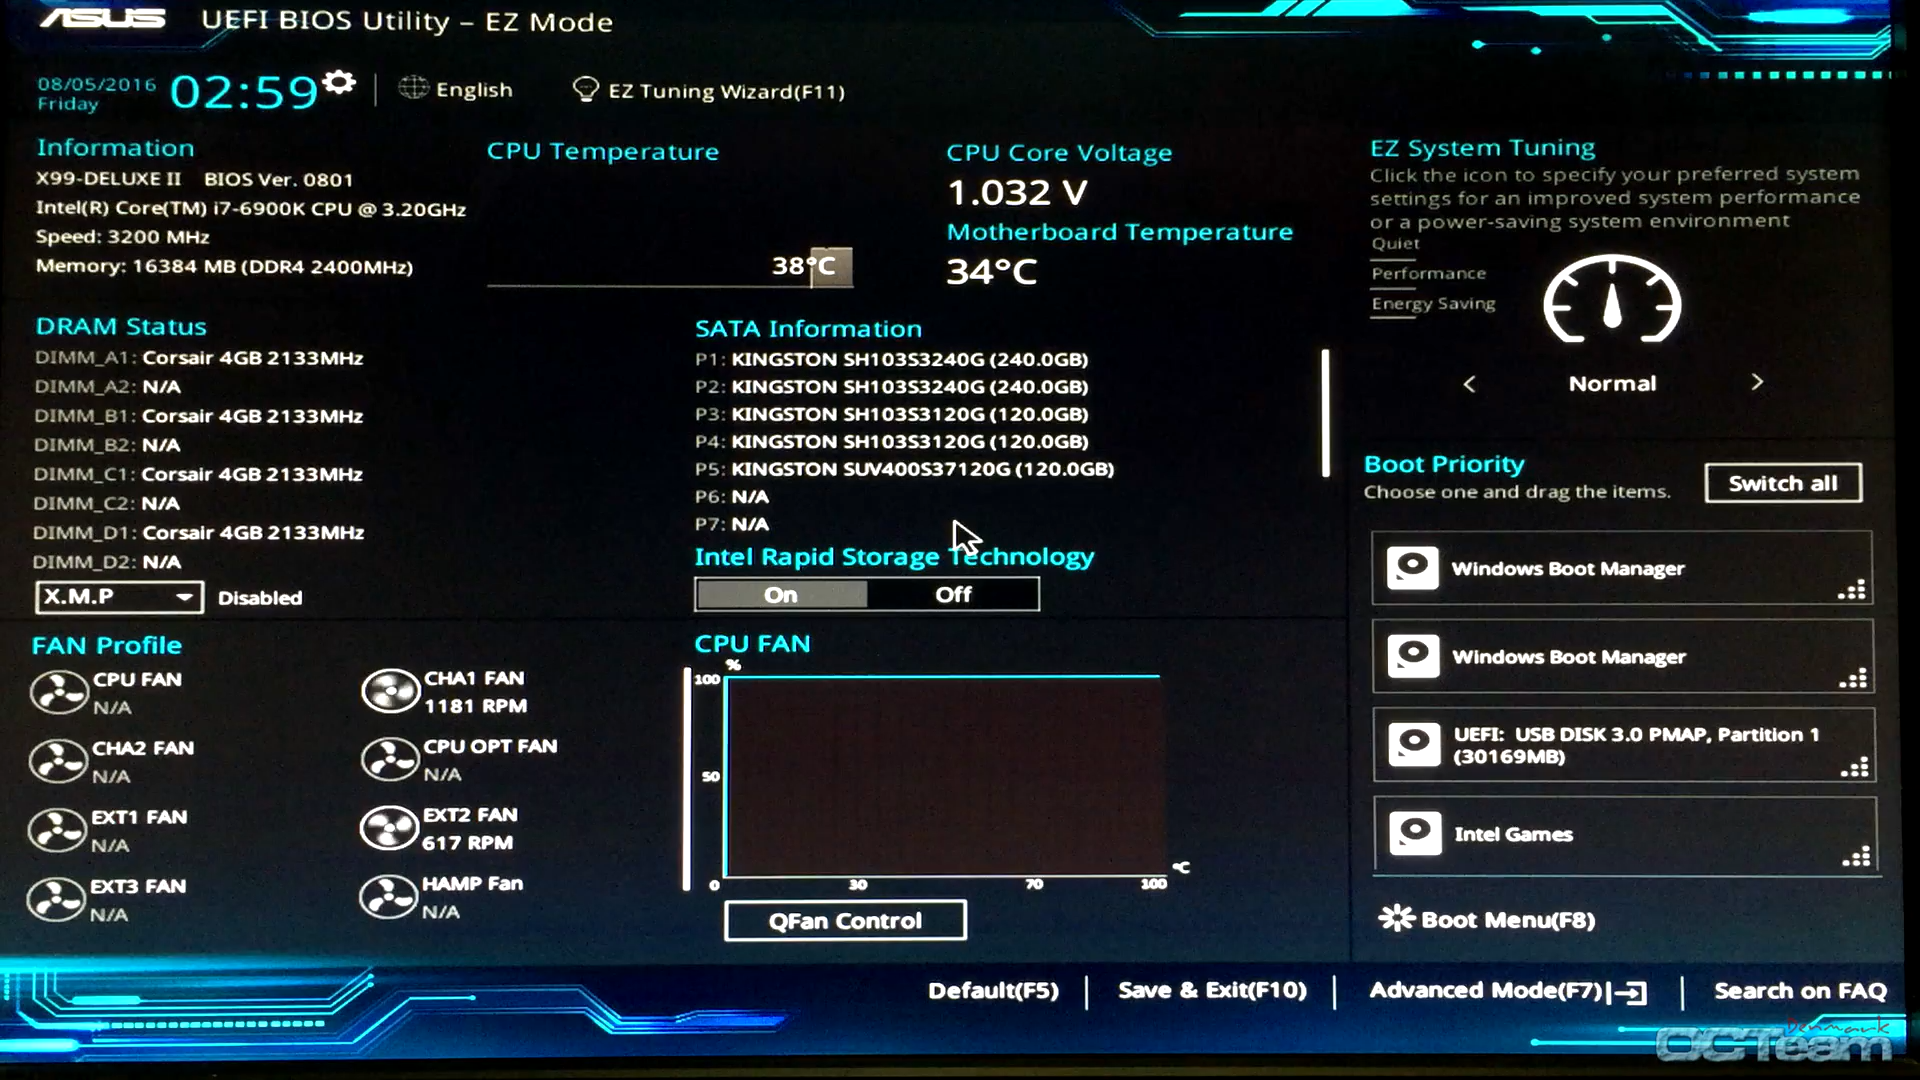 ASUS UEFI BIOS Utility – EZ Mode
08/05/2016
Friday
02:59
English
EZ Tuning Wizard(F11)
Information
X99-DELUXE II BIOS Ver. 0801
Intel(R) Core(TM) i7-6900K CPU @ 3.20GHz
Speed: 3200 MHz
Memory: 16384 MB (DDR4 2400MHz)
CPU Temperature
38°C
CPU Core Voltage
1.032 V
Motherboard Temperature
34°C
EZ System Tuning
Click the icon to specify your preferred system
settings for an improved system performance
or a power-saving system environment
Quiet
Performance
Energy Saving
< Normal >
DRAM Status
DIMM_A1: Corsair 4GB 2133MHz
DIMM_A2: N/A
DIMM_B1: Corsair 4GB 2133MHz
DIMM_B2: N/A
DIMM_C1: Corsair 4GB 2133MHz
DIMM_C2: N/A
DIMM_D1: Corsair 4GB 2133MHz
DIMM_D2: N/A
X.M.P Disabled
SATA Information
P1: KINGSTON SH103S3240G (240.0GB)
P2: KINGSTON SH103S3240G (240.0GB)
P3: KINGSTON SH103S3120G (120.0GB)
P4: KINGSTON SH103S3120G (120.0GB)
P5: KINGSTON SUV400S37120G (120.0GB)
P6: N/A
P7: N/A
Intel Rapid Storage Technology
On Off
Boot Priority
Choose one and drag the items.
Switch all
Windows Boot Manager
Windows Boot Manager
UEFI: USB DISK 3.0 PMAP, Partition 1
(30169MB)
Intel Games
Boot Menu(F8)
FAN Profile
CPU FAN
N/A
CHA1 FAN
1181 RPM
CHA2 FAN
N/A
CPU OPT FAN
N/A
EXT1 FAN
N/A
EXT2 FAN
617 RPM
EXT3 FAN
N/A
HAMP Fan
N/A
CPU FAN
%
100
50
0 30 70 100
°C
QFan Control
Default(F5)
Save & Exit(F10)
Advanced Mode(F7)
Search on FAQ
Denmark
OCTeam